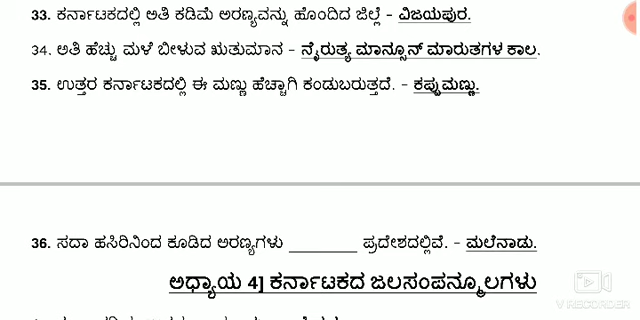 33. ಕರ್ನಾಟಕದಲ್ಲಿ ಅತಿ ಕಡಿಮೆ ಅರಣ್ಯವನ್ನು ಹೊಂದಿದ ಜಿಲ್ಲೆ – ವಿಜಯಪುರ.
34. ಅತಿ ಹೆಚ್ಚು ಮಳೆ ಬೀಳುವ ಋತುಮಾನ – ನೈರುತ್ಯ ಮಾನ್ಸೂನ್ ಮಾರುತಗಳ ಕಾಲ.
35. ಉತ್ತರ ಕರ್ನಾಟಕದಲ್ಲಿ ಈ ಮಣ್ಣು ಹೆಚ್ಚಾಗಿ ಕಂಡುಬರುತ್ತದೆ. – ಕಪ್ಪುಮಣ್ಣು.
36. ಸದಾ ಹಸಿರಿನಿಂದ ಕೂಡಿದ ಅರಣ್ಯಗಳು ________ ಪ್ರದೇಶದಲ್ಲಿವೆ. – ಮಲೆನಾಡು.
ಅಧ್ಯಾಯ 4] ಕರ್ನಾಟಕದ ಜಲಸಂಪನ್ಮೂಲಗಳು
V RECORDER